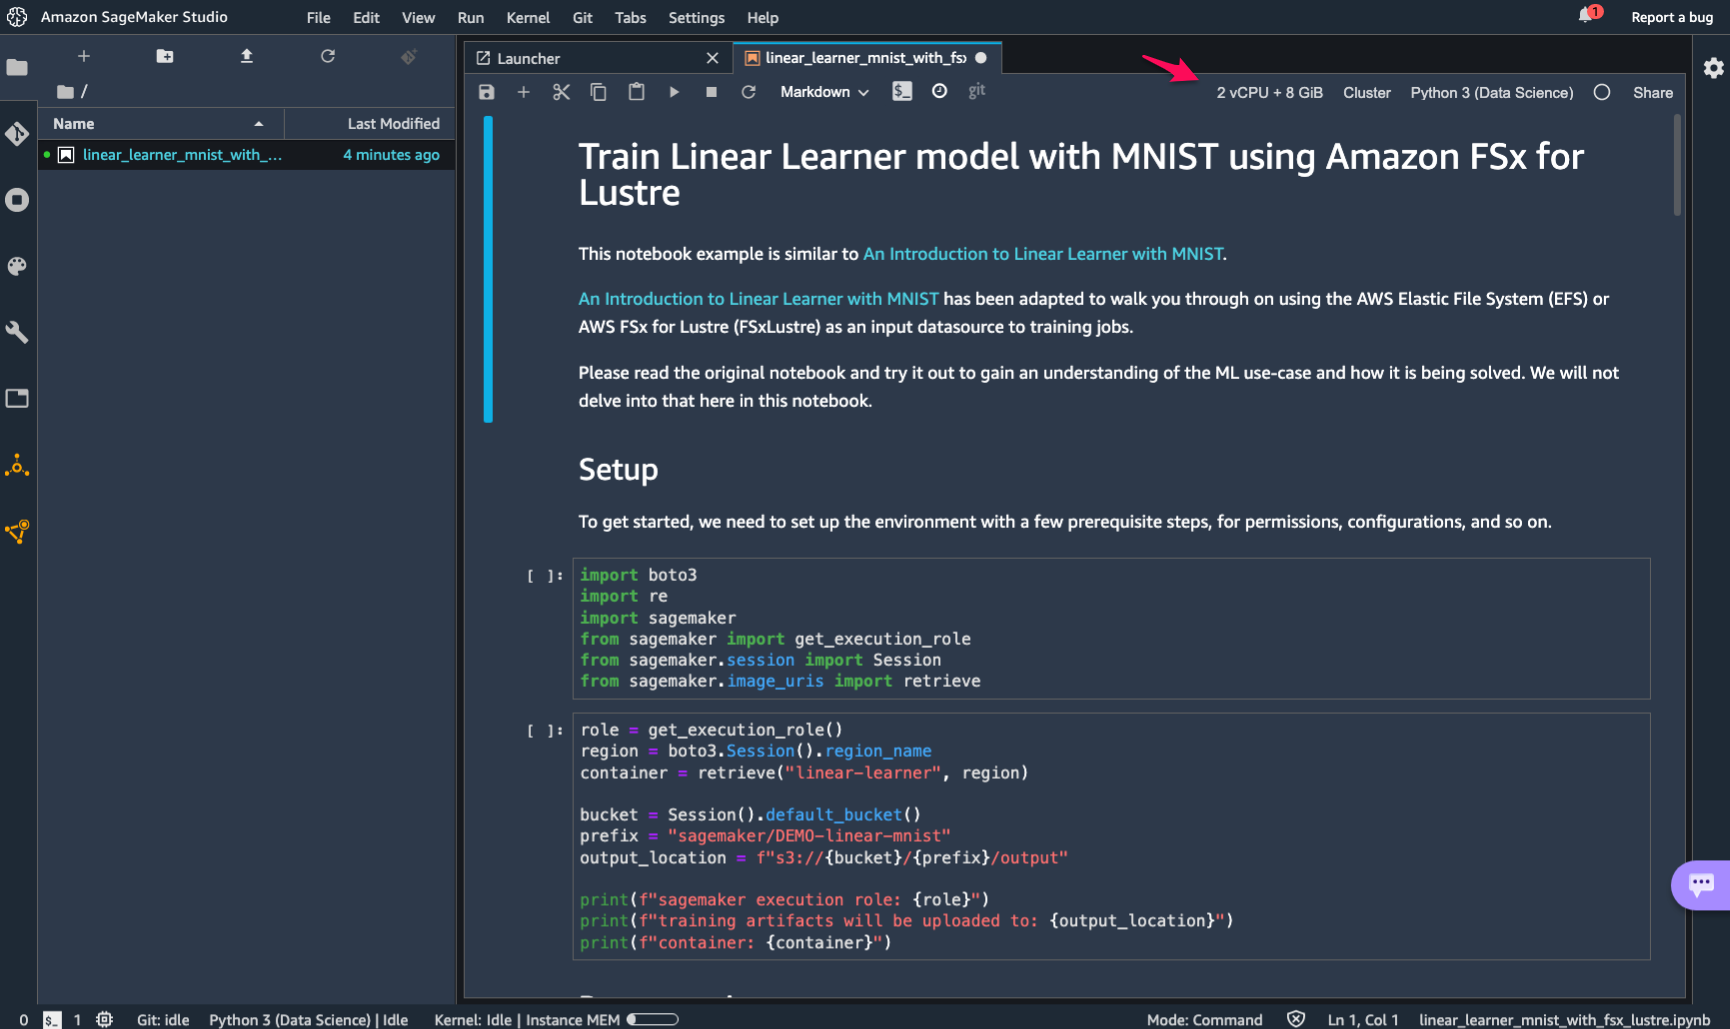 Amazon SageMaker Studio
File Edit View Run Kernel Git Tabs Settings Help
1
Report a bug
/
Name Last Modified
linear_learner_mnist_with_... 4 minutes ago
Launcher
linear_learner_mnist_with_fsx
Markdown
git
2 vCPU + 8 GiB Cluster Python 3 (Data Science) Share
Train Linear Learner model with MNIST using Amazon FSx for
Lustre
This notebook example is similar to An Introduction to Linear Learner with MNIST.
An Introduction to Linear Learner with MNIST has been adapted to walk you through on using the AWS Elastic File System (EFS) or
AWS FSx for Lustre (FSxLustre) as an input datasource to training jobs.
Please read the original notebook and try it out to gain an understanding of the ML use-case and how it is being solved. We will not
delve into that here in this notebook.
Setup
To get started, we need to set up the environment with a few prerequisite steps, for permissions, configurations, and so on.
[ ]: import boto3
import re
import sagemaker
from sagemaker import get_execution_role
from sagemaker.session import Session
from sagemaker.image_uris import retrieve
[ ]: role = get_execution_role()
region = boto3.Session().region_name
container = retrieve("linear-learner", region)
bucket = Session().default_bucket()
prefix = "sagemaker/DEMO-linear-mnist"
output_location = f"s3://{bucket}/{prefix}/output"
print(f"sagemaker execution role: {role}")
print(f"training artifacts will be uploaded to: {output_location}")
print(f"container: {container}")
0 $_ 1 Git: idle Python 3 (Data Science) | Idle Kernel: Idle | Instance MEM Mode: Command Ln 1, Col 1 linear_learner_mnist_with_fsx_lustre.ipynb